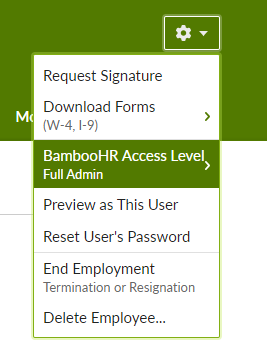 Mo
Request Signature
Download Forms
(W-4, I-9)
BambooHR Access Level
Full Admin
Preview as This User
Reset User's Password
End Employment
Termination or Resignation
Delete Employee...